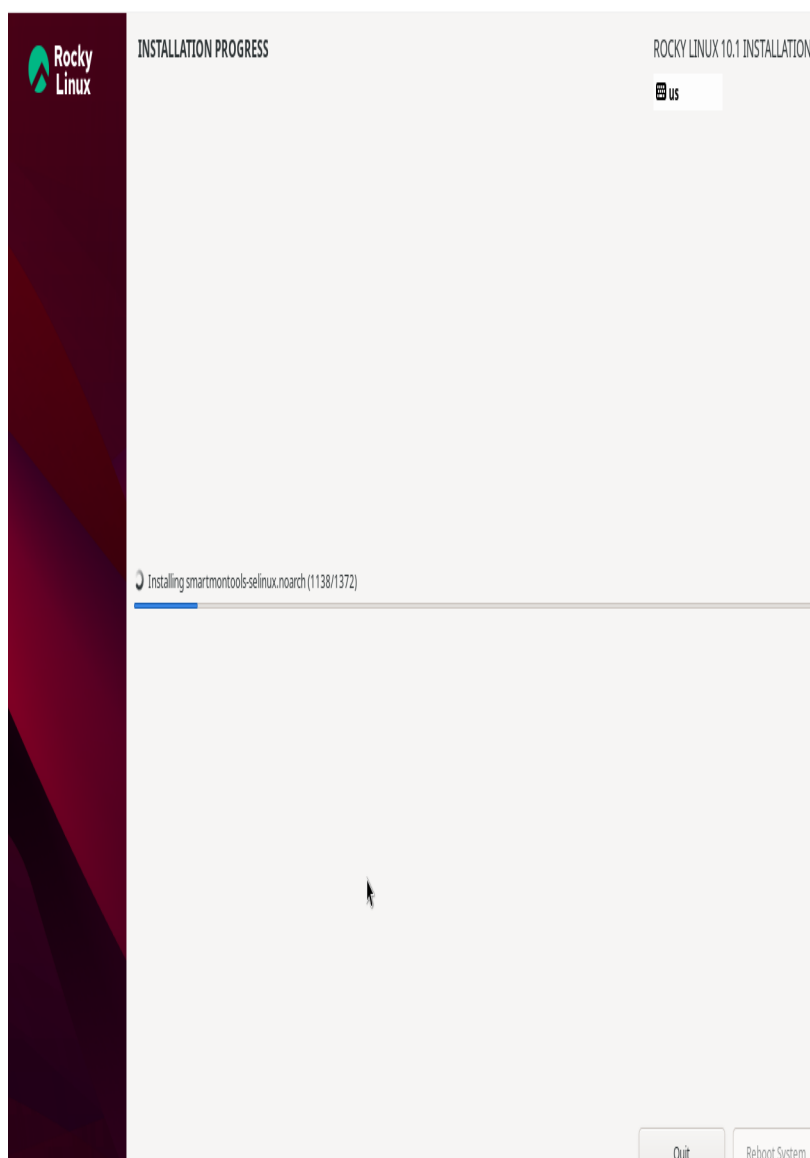 Rocky
Linux
INSTALLATION PROGRESS
ROCKY LINUX 10.1 INSTALLATION
us
Installing smartmontools-selinux.noarch (1138/1372)
Quit
Reboot System